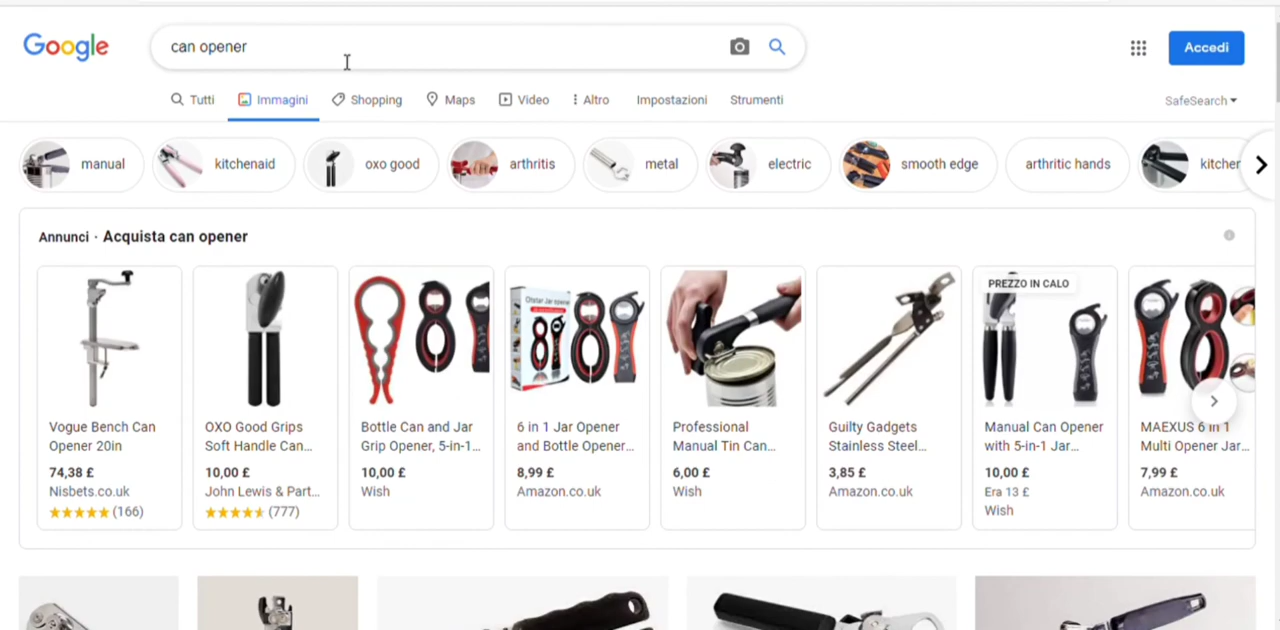 Google
can opener
Accedi
Tutti
Immagini
Shopping
Maps
Video
Altro
Impostazioni
Strumenti
SafeSearch
manual
kitchenaid
oxo good
arthritis
metal
electric
smooth edge
arthritic hands
kitchen
Annunci · Acquista can opener
Vogue Bench Can
Opener 20in
74,38 £
Nisbets.co.uk
(166)
OXO Good Grips
Soft Handle Can...
10,00 £
John Lewis & Part...
(777)
Bottle Can and Jar
Grip Opener, 5-in-1...
10,00 £
Wish
6 in 1 Jar Opener
and Bottle Opener...
8,99 £
Amazon.co.uk
Professional
Manual Tin Can...
6,00 £
Wish
Guilty Gadgets
Stainless Steel...
3,85 £
Amazon.co.uk
PREZZO IN CALO
Manual Can Opener
with 5-in-1 Jar...
10,00 £
Era 13 £
Wish
MAEXUS 6 in 1
Multi Opener Jar...
7,99 £
Amazon.co.uk